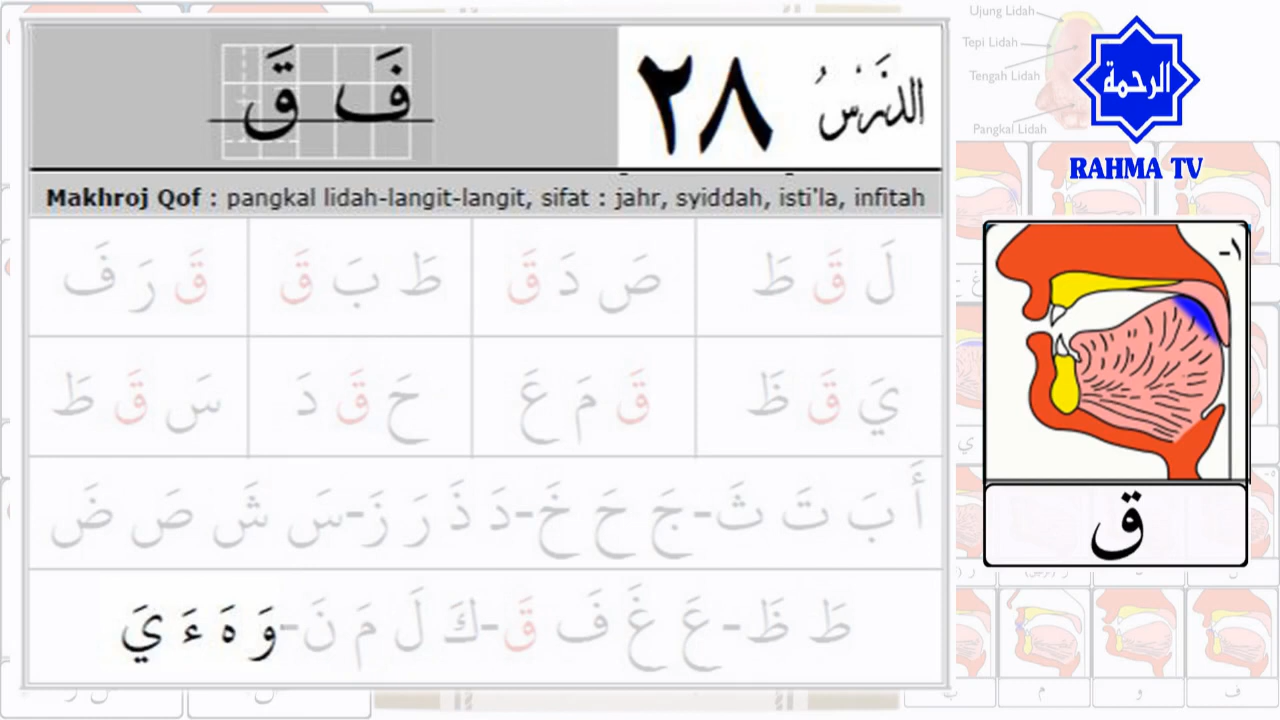 فَ قَ
الدَّرْسُ ٢٨
Makhroj Qof : pangkal lidah-langit-langit, sifat : jahr, syiddah, isti'la, infitah
لَ قَ طَ صَ دَ قَ طَ بَ قَ قَ رَ فَ
يَ قَ ظَ قَ مَ عَ حَ قَ دَ سَ قَ طَ
أَ بَ تَ ثَ-جَ حَ خَ-دَ ذَ رَ زَ-سَ شَ صَ ضَ
طَ ظَ-عَ غَ فَ قَ-كَ لَ مَ نَ-وَ هَ ءَ يَ
Ujung Lidah
Tepi Lidah
Tengah Lidah
Pangkal Lidah
الرحمة
RAHMA TV
١-
ق
ب م و ف